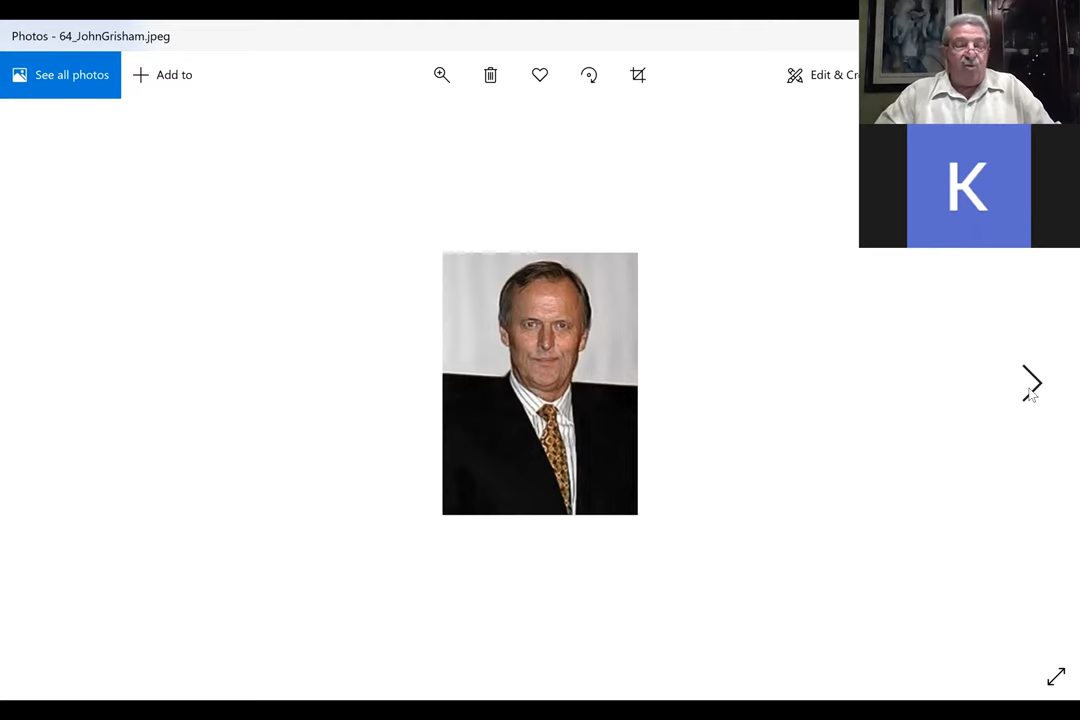 Photos - 64_JohnGrisham.jpeg
See all photos
Add to
Edit & Cr
K